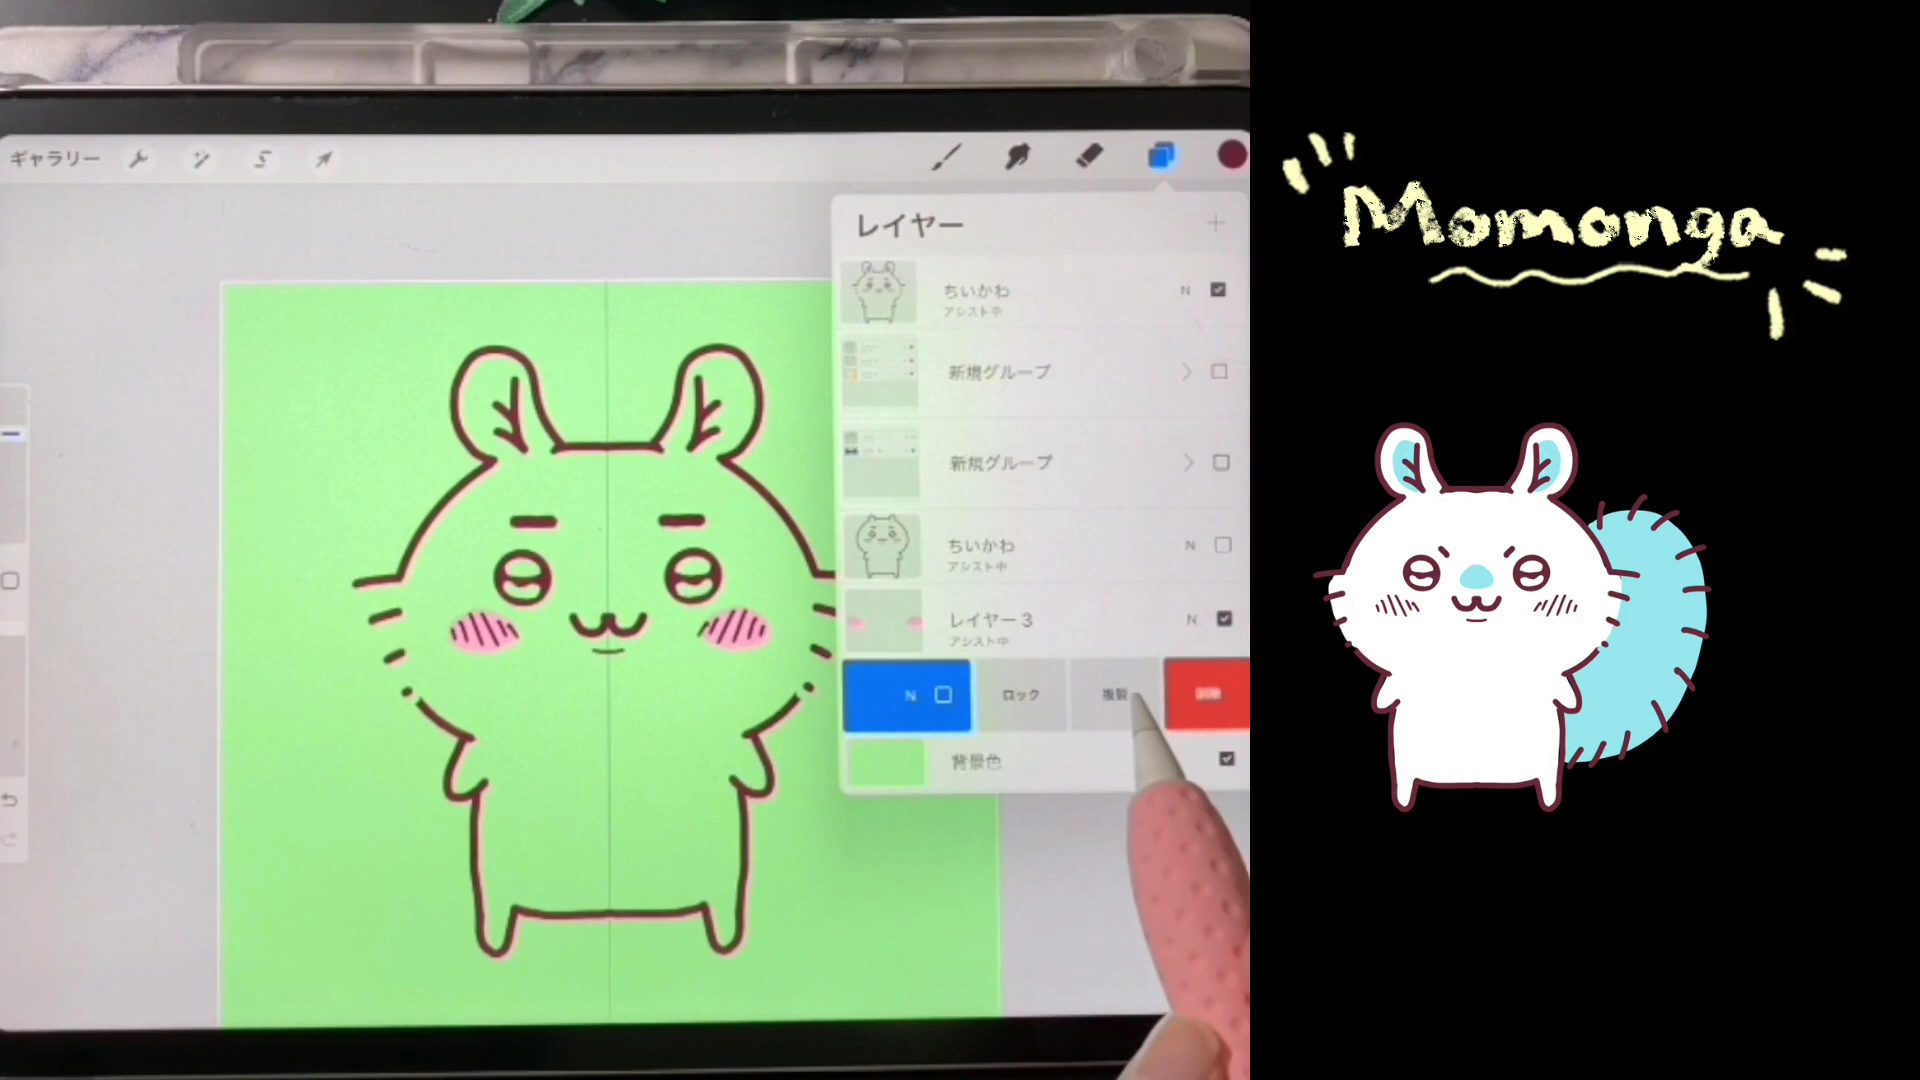 ギャラリー
レイヤー
ちいかわ N
アシスト中
新規グループ
新規グループ
ちいかわ N
アシスト中
レイヤー 3 N
アシスト中
N ロック 複製 削除
背景色
Momonga